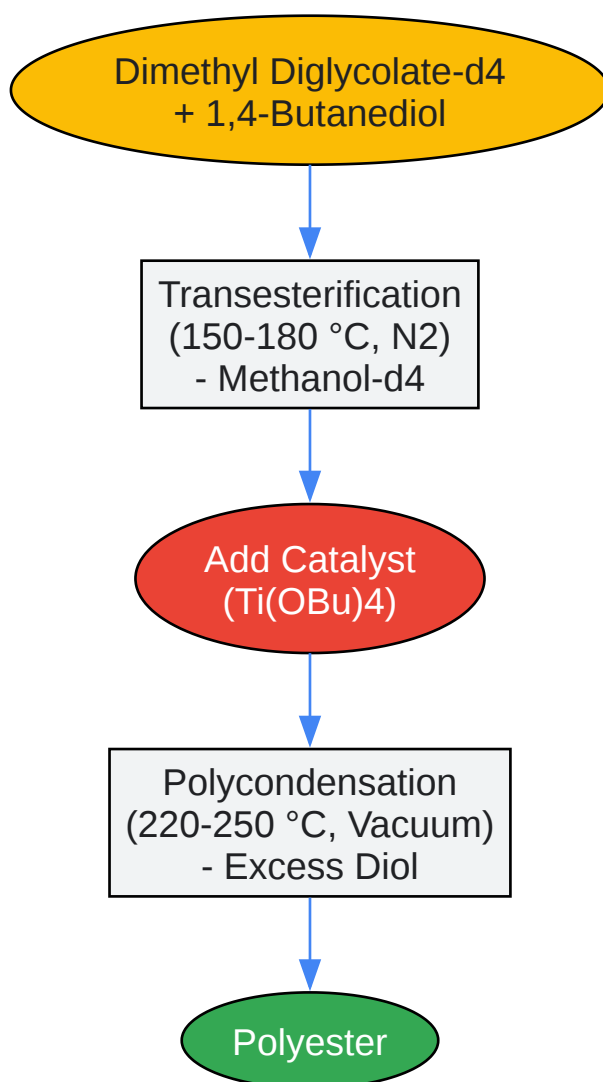 Dimethyl Diglycolate-d4
+ 1,4-Butanediol
Transesterification
(150-180 °C, N2)
- Methanol-d4
Add Catalyst
(Ti(OBu)4)
Polycondensation
(220-250 °C, Vacuum)
- Excess Diol
Polyester